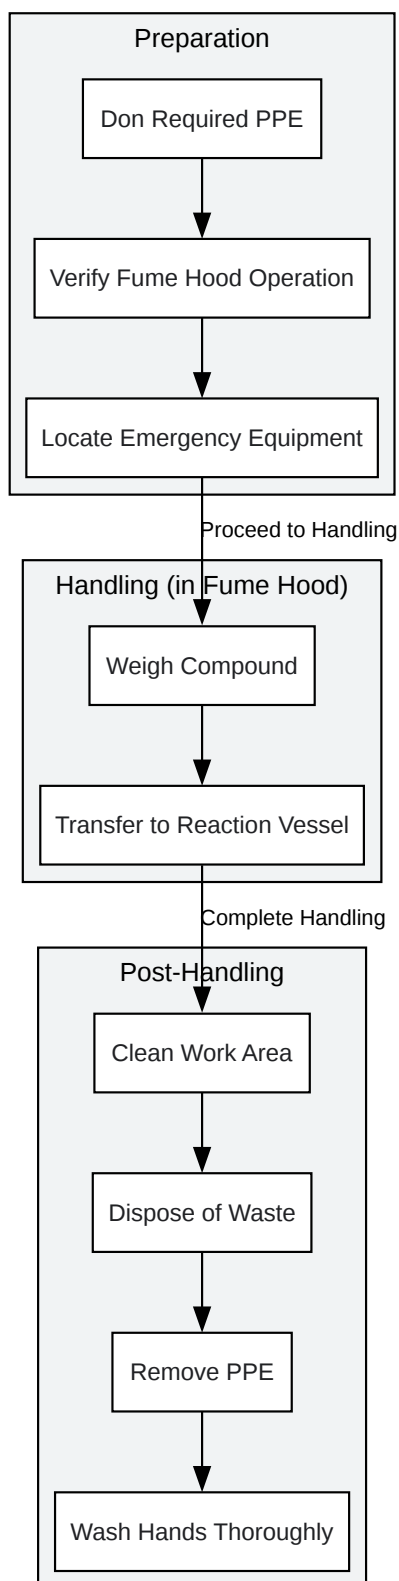 Preparation
Don Required PPE
Verify Fume Hood Operation
Locate Emergency Equipment
Proceed to Handling
Handling (in Fume Hood)
Weigh Compound
Transfer to Reaction Vessel
Complete Handling
Post-Handling
Clean Work Area
Dispose of Waste
Remove PPE
Wash Hands Thoroughly